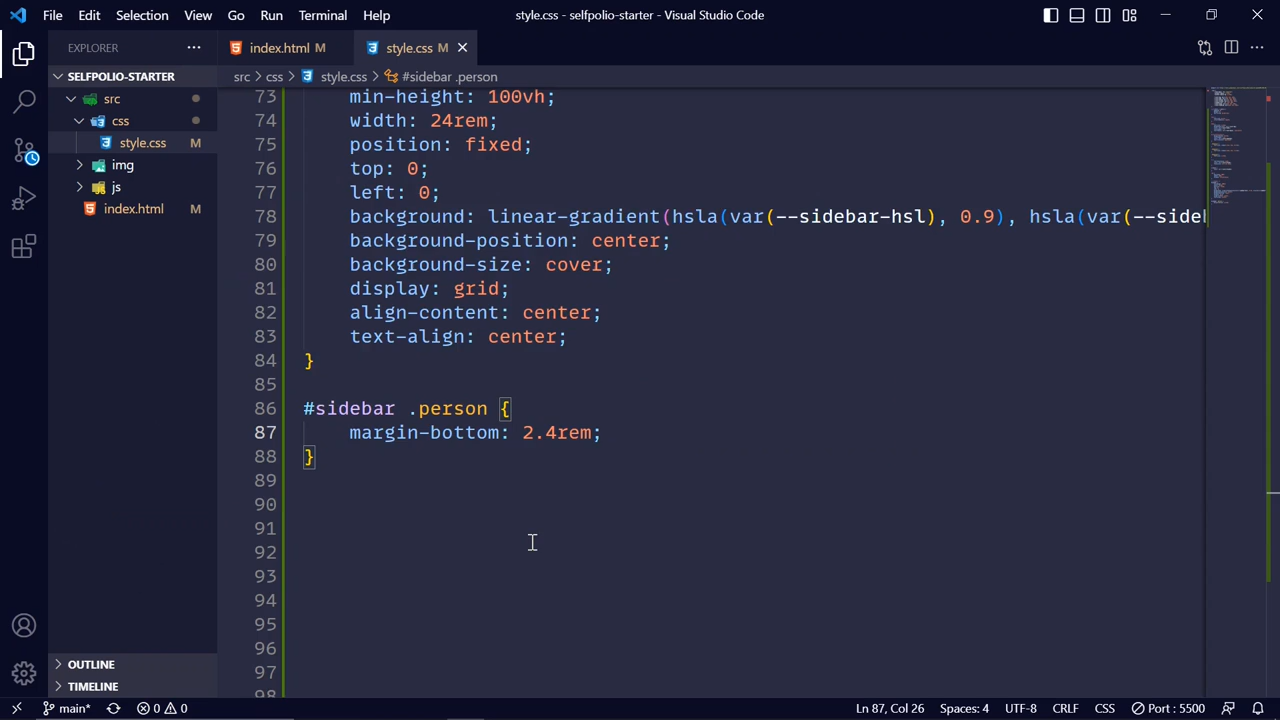 File Edit Selection View Go Run Terminal Help
style.css - selfpolio-starter - Visual Studio Code
EXPLORER
index.html M
style.css M
SELFPOLIO-STARTER
src > css > style.css > #sidebar .person
src
css
style.css M
img
js
index.html M
73 min-height: 100vh;
74 width: 24rem;
75 position: fixed;
76 top: 0;
77 left: 0;
78 background: linear-gradient(hsla(var(--sidebar-hsl), 0.9), hsla(var(--side
79 background-position: center;
80 background-size: cover;
81 display: grid;
82 align-content: center;
83 text-align: center;
84 }
85
86 #sidebar .person {
87 margin-bottom: 2.4rem;
88 }
89
90
91
92
93
94
95
96
97
98
OUTLINE
TIMELINE
main* 0 0 Ln 87, Col 26 Spaces: 4 UTF-8 CRLF CSS Port : 5500